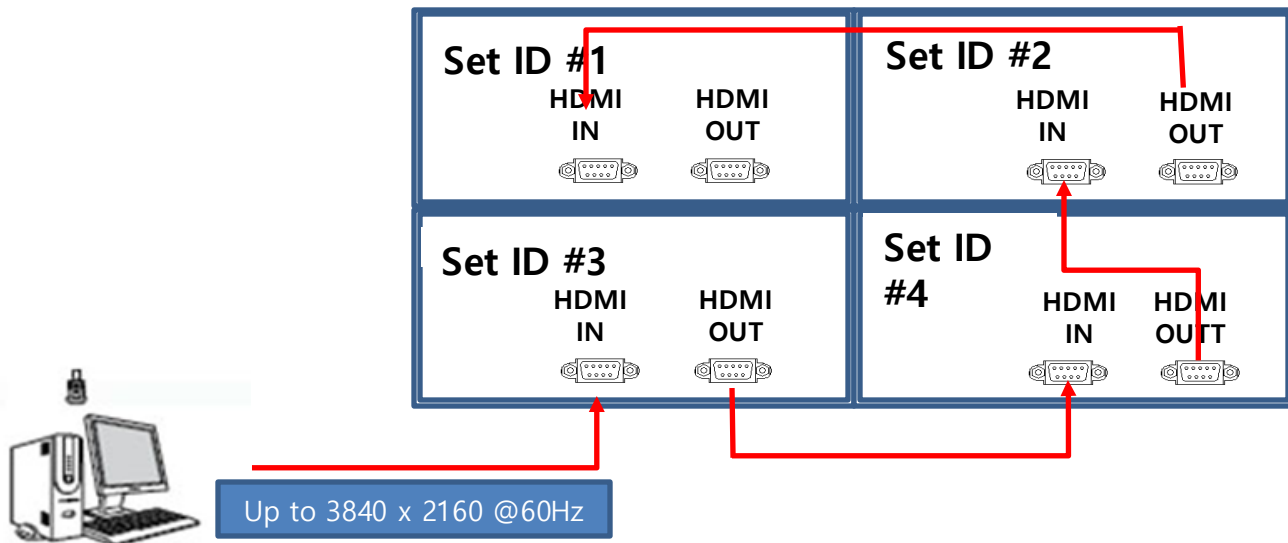 Set ID #1
HDMI
IN
HDMI
OUT
Set ID #2
HDMI
IN
HDMI
OUT
Set ID #3
HDMI
IN
HDMI
OUT
Set ID
#4
HDMI
IN
HDMI
OUTT
Up to 3840 x 2160 @60Hz